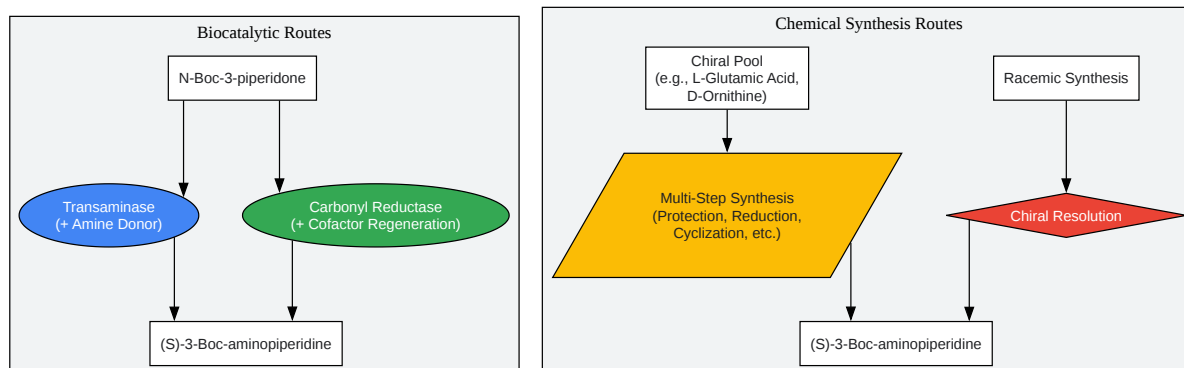 Biocatalytic Routes
N-Boc-3-piperidone
Transaminase
(+ Amine Donor)
Carbonyl Reductase
(+ Cofactor Regeneration)
(S)-3-Boc-aminopiperidine
Chemical Synthesis Routes
Chiral Pool
(e.g., L-Glutamic Acid,
D-Ornithine)
Racemic Synthesis
Multi-Step Synthesis
(Protection, Reduction,
Cyclization, etc.)
Chiral Resolution
(S)-3-Boc-aminopiperidine